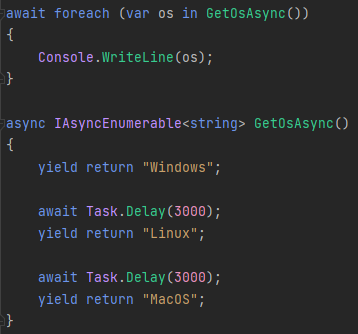 await foreach (var os in GetOsAsync())
{
    Console.WriteLine(os);
}

async IAsyncEnumerable<string> GetOsAsync()
{
    yield return "Windows";

    await Task.Delay(3000);
    yield return "Linux";

    await Task.Delay(3000);
    yield return "MacOS";
}